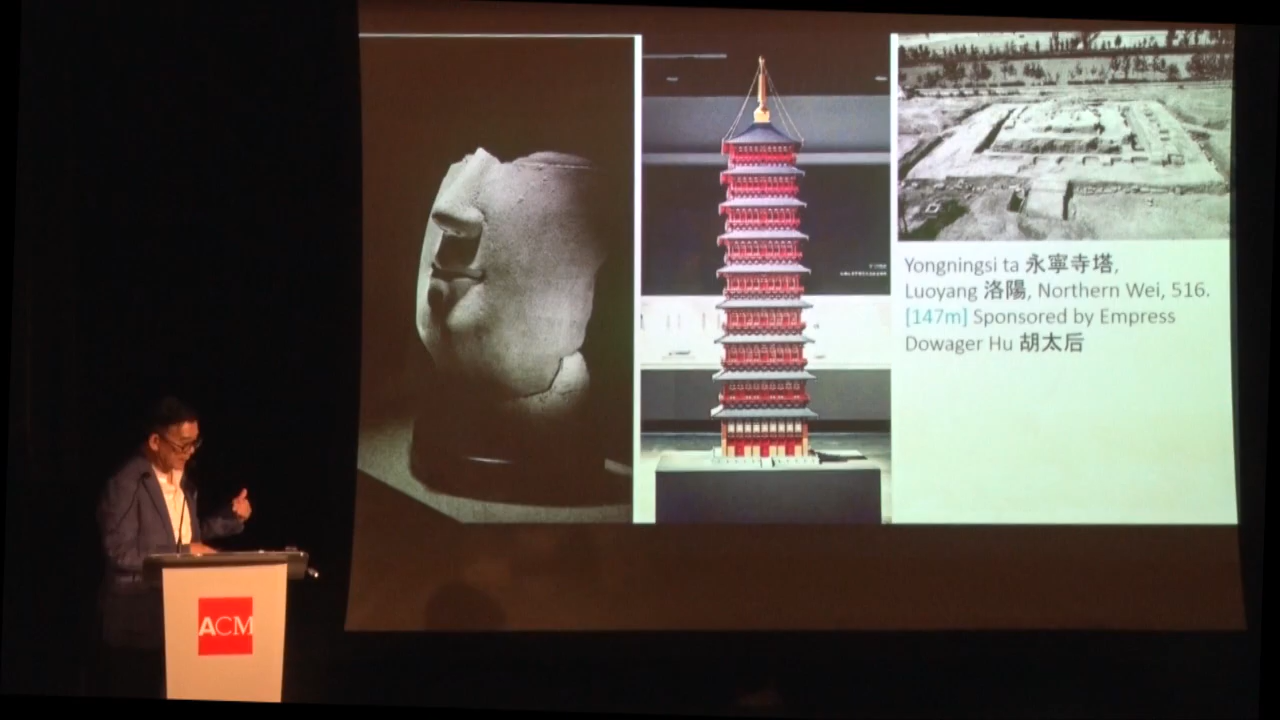 Yongningsi ta 永寧寺塔,
Luoyang 洛陽, Northern Wei, 516.
[147m] Sponsored by Empress
Dowager Hu 胡太后
ACM